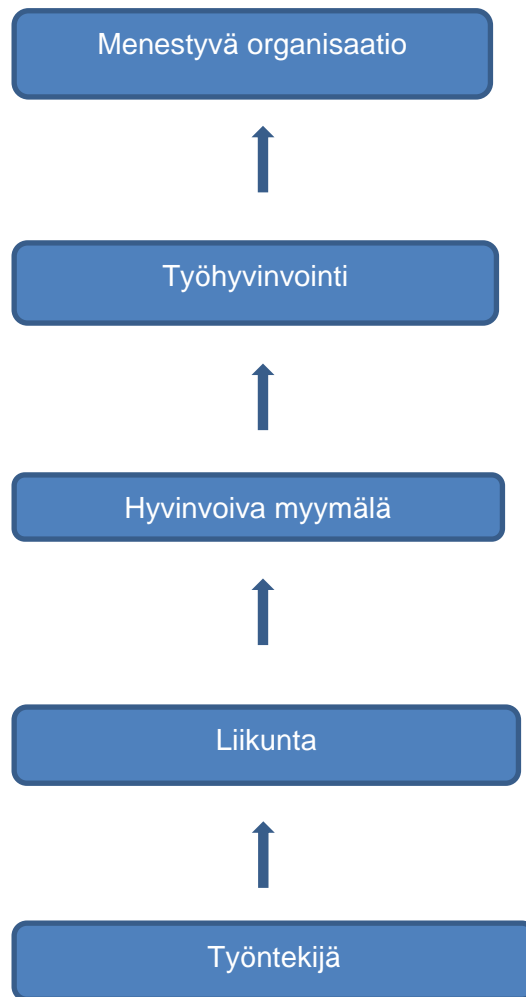 Menestyvä organisaatio
Työhyvinvointi
Hyvinvoiva myymälä
Liikunta
Työntekijä